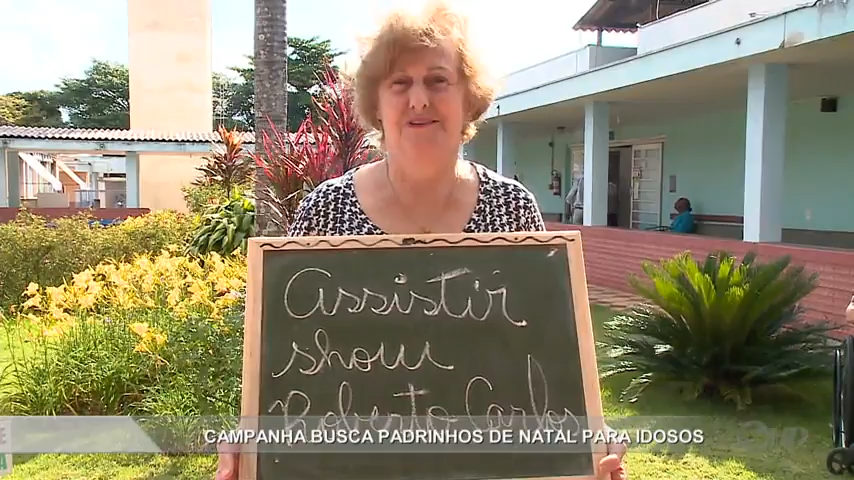 Assistir
show
Roberto Carlos
CAMPANHA BUSCA PADRINHOS DE NATAL PARA IDOSOS